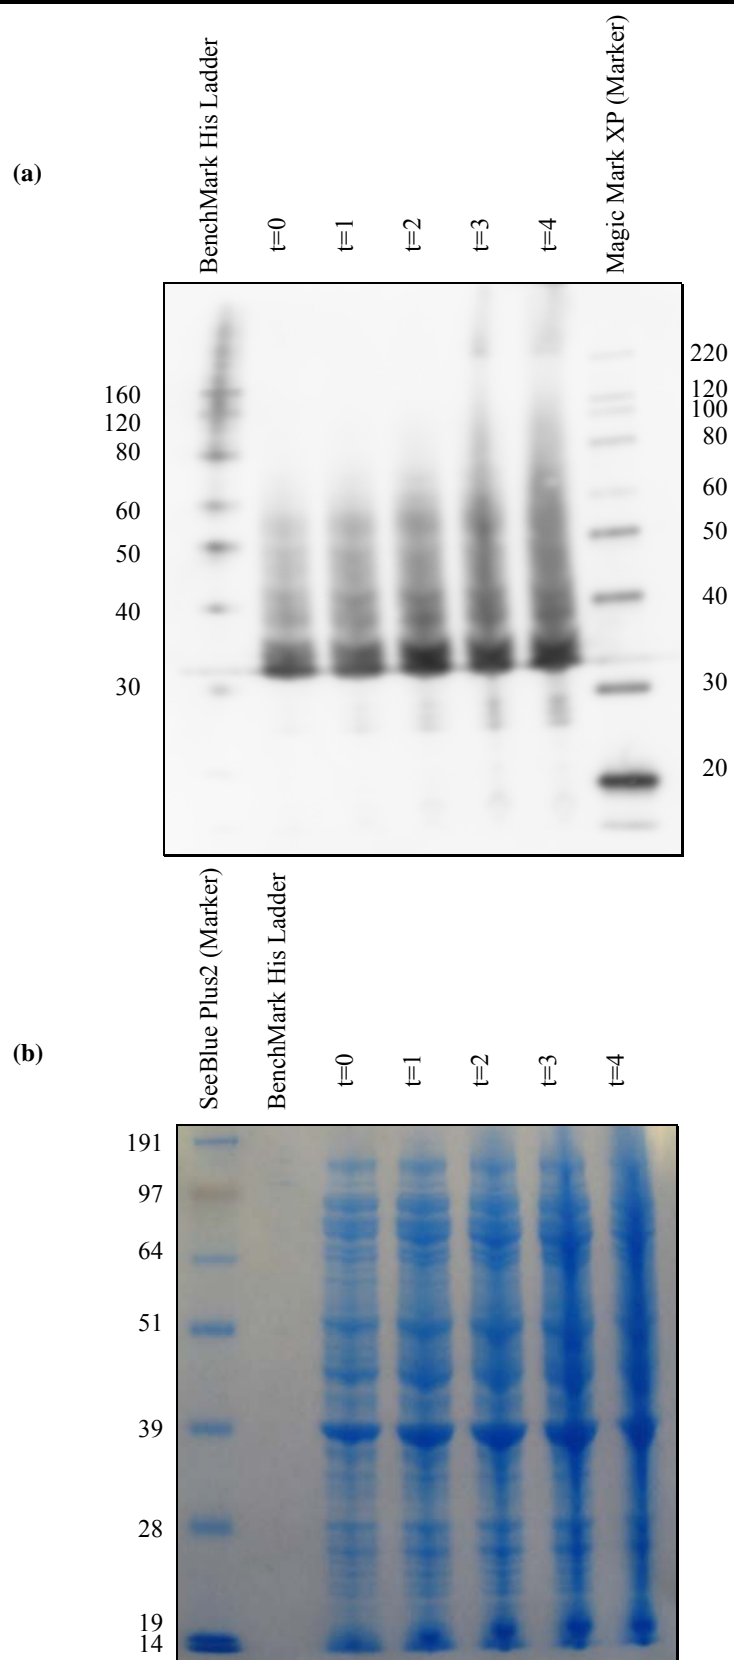 (a)
BenchMark His Ladder
t=0
t=1
t=2
t=3
t=4
Magic Mark XP (Marker)
160
120
80
60
50
40
30
220
120
100
80
60
50
40
30
20
(b)
SeeBlue Plus2 (Marker)
BenchMark His Ladder
t=0
t=1
t=2
t=3
t=4
191
97
64
51
39
28
19
14